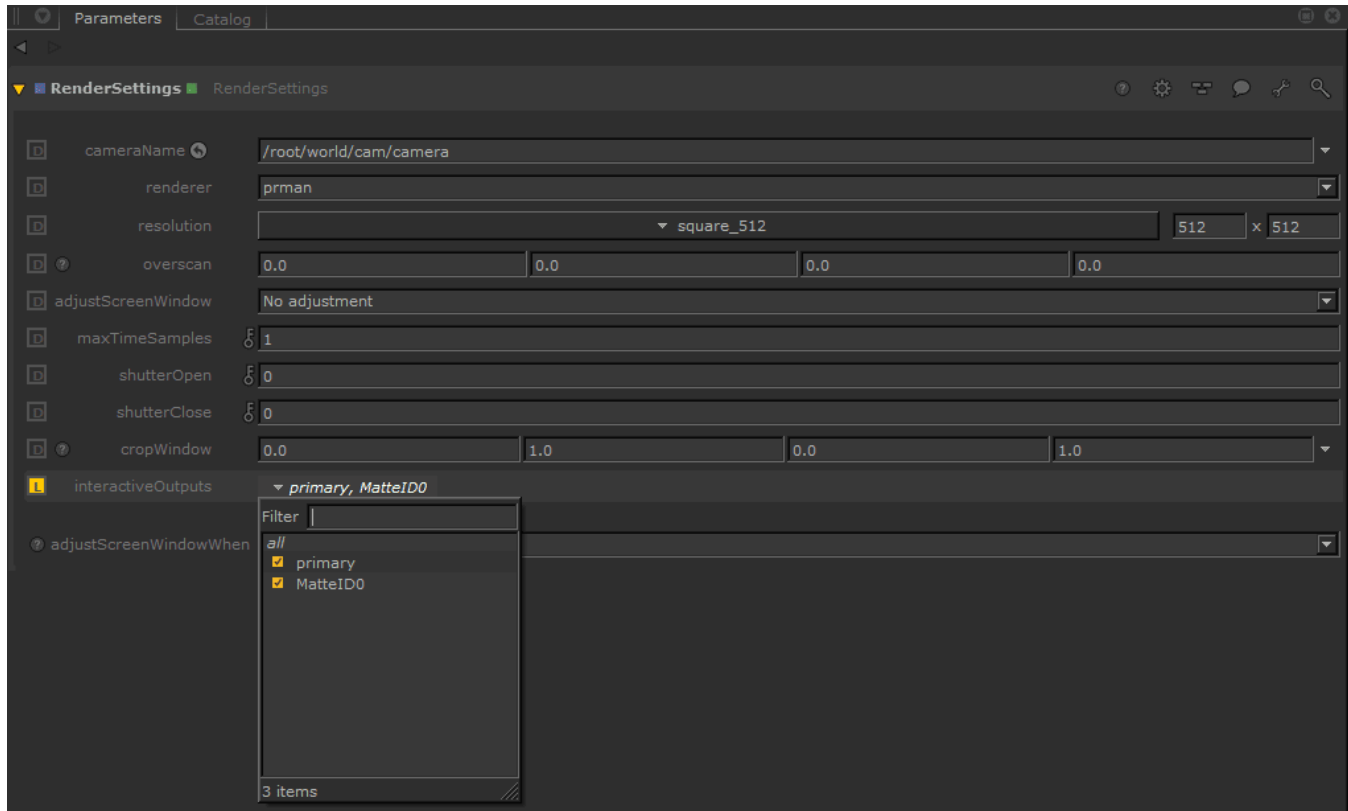 Parameters Catalog
RenderSettings RenderSettings
D cameraName /root/world/cam/camera
D renderer prman
D resolution square_512 512 x 512
D ? overscan 0.0 0.0 0.0 0.0
D adjustScreenWindow No adjustment
D maxTimeSamples 1
D shutterOpen 0
D shutterClose 0
D ? cropWindow 0.0 1.0 0.0 1.0
L interactiveOutputs primary, MatteID0
Filter
? adjustScreenWindowWhen
all
primary
MatteID0
3 items